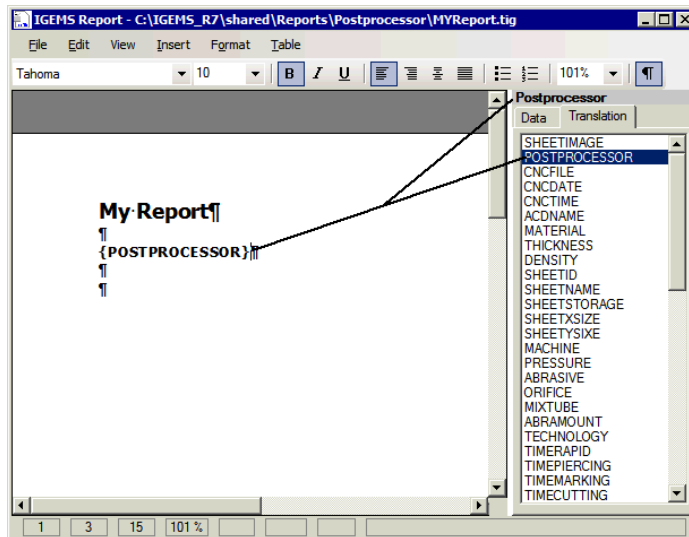 IGEMS Report - C:\IGEMS_R7\shared\Reports\Postprocessor\MYReport.tig
File Edit View Insert Format Table
Tahoma 10 B I U 101% ¶
Postprocessor
Data Translation
My·Report¶
¶
{POSTPROCESSOR}¶
¶
¶
SHEETIMAGE
POSTPROCESSOR
CNCFILE
CNCDATE
CNCTIME
ACDNAME
MATERIAL
THICKNESS
DENSITY
SHEETID
SHEETNAME
SHEETSTORAGE
SHEETXSIZE
SHEETYSIXE
MACHINE
PRESSURE
ABRASIVE
ORIFICE
MIXTUBE
ABRAMOUNT
TECHNOLOGY
TIMERAPID
TIMEPIERCING
TIMEMARKING
TIMECUTTING
1 3 15 101 %